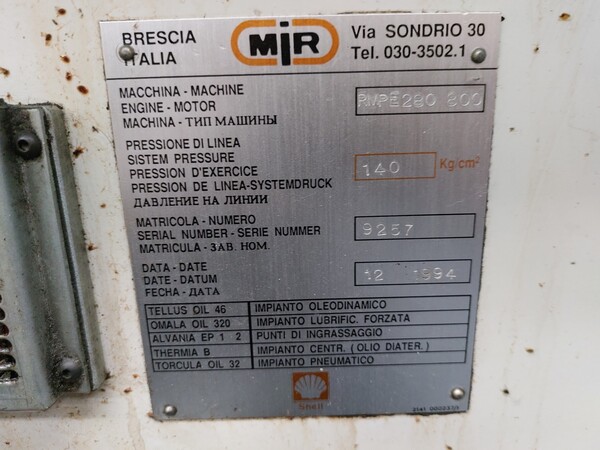 BRESCIA
ITALIA
MIR
Via SONDRIO 30
Tel. 030-3502.1
MACCHINA - MACHINE
ENGINE - MOTOR
MACHINA - ТИП МАШИНЫ
RMPE280 800
PRESSIONE DI LINEA
SISTEM PRESSURE
PRESSION D'EXERCICE
PRESSION DE LINEA-SYSTEMDRUCK
ДАВЛЕНИЕ НА ЛИНИИ
140 Kg/cm²
MATRICOLA - NUMERO
SERIAL NUMBER - SERIE NUMMER
MATRICULA - ЗАВ. НОМ.
9257
DATA - DATE
DATE - DATUM
FECHA - ДАТА
12 1994
TELLUS OIL 46 IMPIANTO OLEODINAMICO
OMALA OIL 320 IMPIANTO LUBRIFIC. FORZATA
ALVANIA EP 1 2 PUNTI DI INGRASSAGGIO
THERMIA B IMPIANTO CENTR. (OLIO DIATER.)
TORCULA OIL 32 IMPIANTO PNEUMATICO
Shell